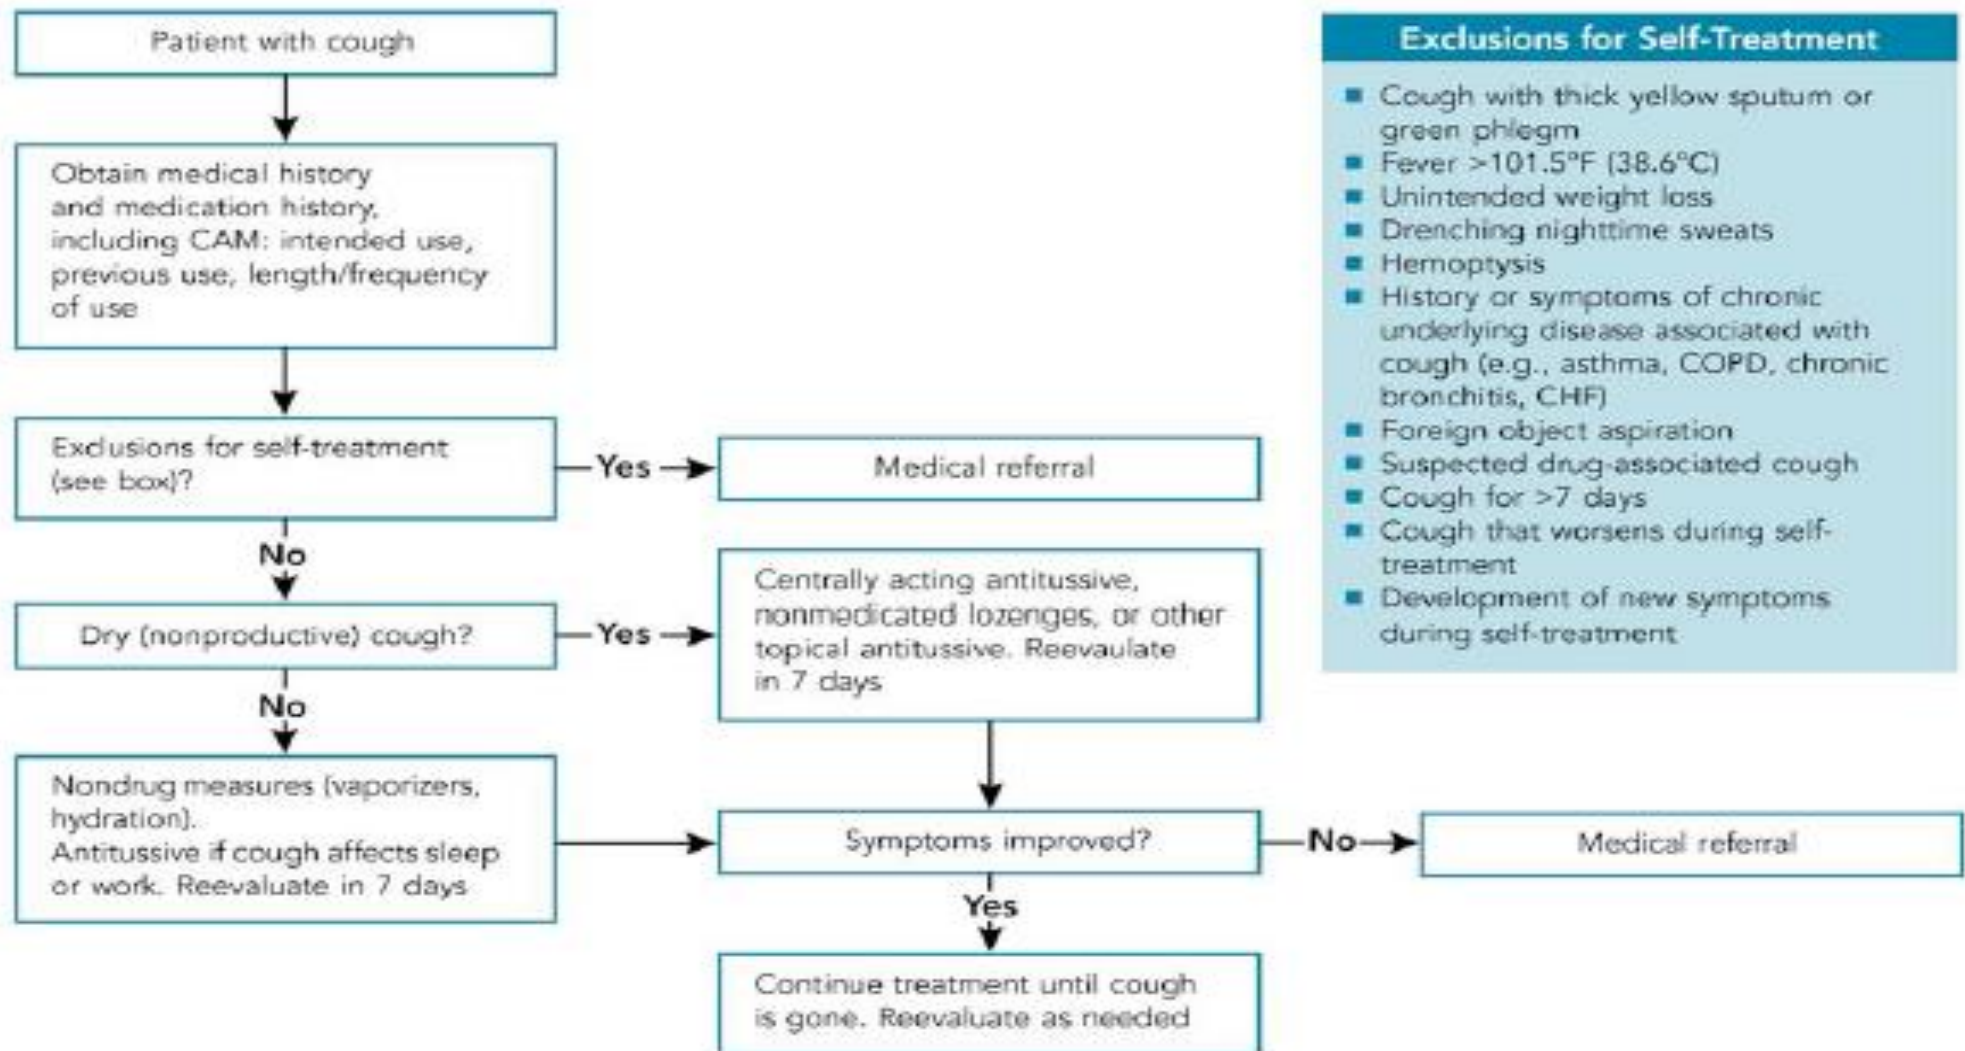 Patient with cough
Obtain medical history
and medication history,
including CAM: intended use,
previous use, length/frequency
of use
Exclusions for self-treatment
(see box)?
Yes
Medical referral
No
Dry (nonproductive) cough?
Yes
Centrally acting antitussive,
nonmedicated lozenges, or other
topical antitussive. Reevaulate
in 7 days
No
Nondrug measures (vaporizers,
hydration).
Antitussive if cough affects sleep
or work. Reevaluate in 7 days
Symptoms improved?
No
Medical referral
Yes
Continue treatment until cough
is gone. Reevaluate as needed
Exclusions for Self-Treatment
■ Cough with thick yellow sputum or
green phlegm
■ Fever >101.5°F (38.6°C)
■ Unintended weight loss
■ Drenching nighttime sweats
■ Hemoptysis
■ History or symptoms of chronic
underlying disease associated with
cough (e.g., asthma, COPD, chronic
bronchitis, CHF)
■ Foreign object aspiration
■ Suspected drug-associated cough
■ Cough for >7 days
■ Cough that worsens during self-
treatment
■ Development of new symptoms
during self-treatment